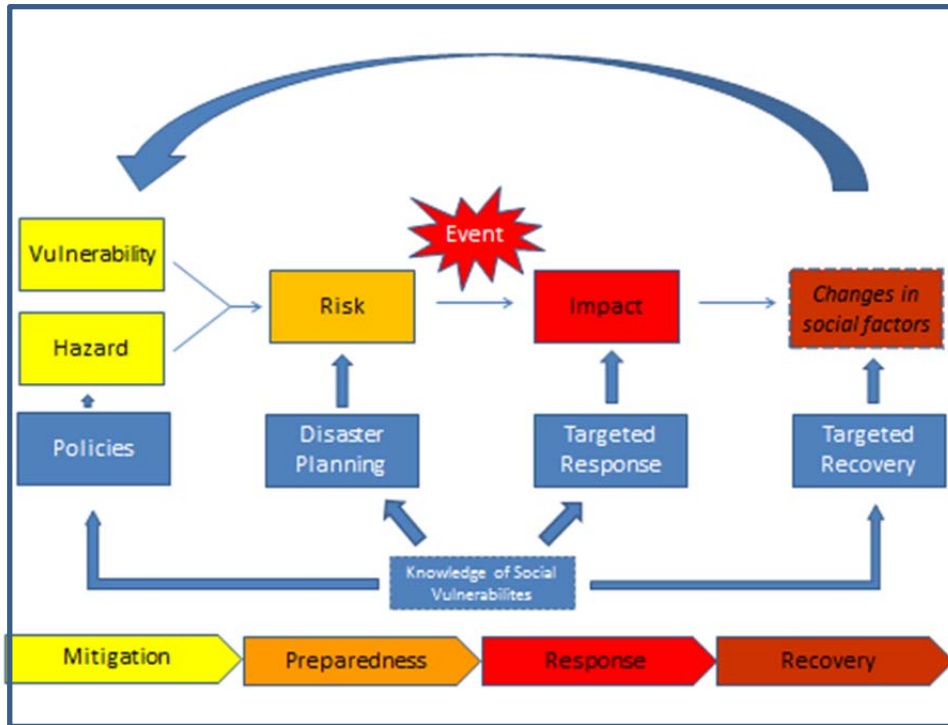 Event
Vulnerability
Risk
Impact
Changes in
social factors
Hazard
Policies
Disaster
Planning
Targeted
Response
Targeted
Recovery
Knowledge of Social
Vulnerabilites
Mitigation
Preparedness
Response
Recovery